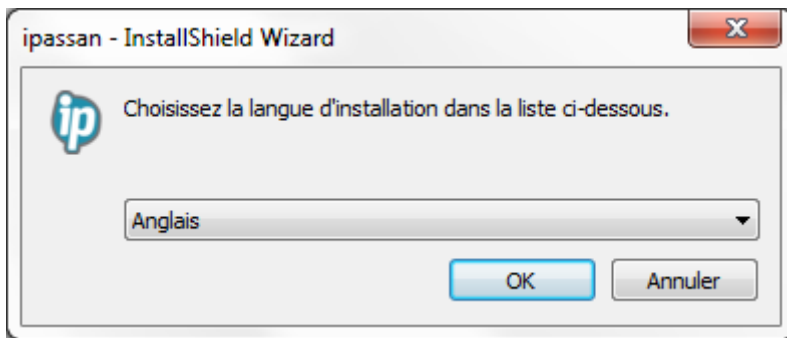 ipassan - InstallShield Wizard
ip
Choisissez la langue d'installation dans la liste ci-dessous.
Anglais
OK
Annuler